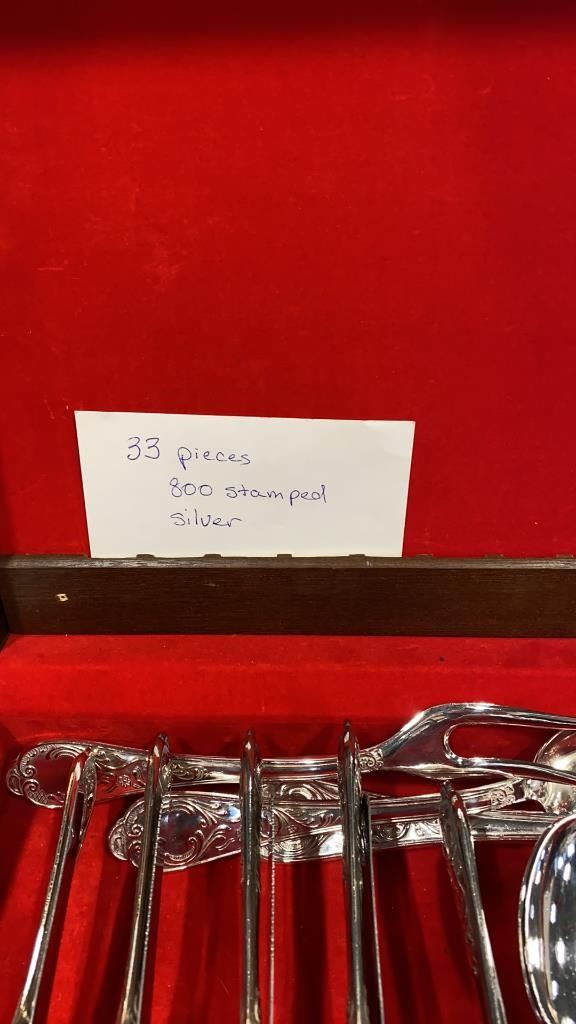 33 pieces
800 stamped
silver